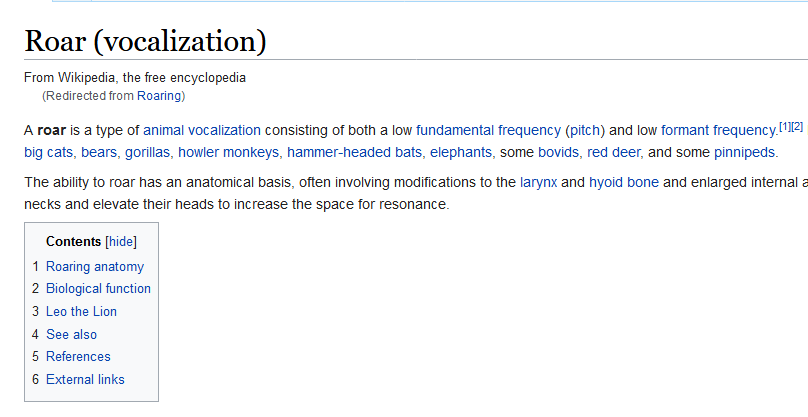 Roar (vocalization)
From Wikipedia, the free encyclopedia
(Redirected from Roaring)
A roar is a type of animal vocalization consisting of both a low fundamental frequency (pitch) and low formant frequency.[1][2]
big cats, bears, gorillas, howler monkeys, hammer-headed bats, elephants, some bovids, red deer, and some pinnipeds.
The ability to roar has an anatomical basis, often involving modifications to the larynx and hyoid bone and enlarged internal a
necks and elevate their heads to increase the space for resonance.
Contents [hide]
1 Roaring anatomy
2 Biological function
3 Leo the Lion
4 See also
5 References
6 External links